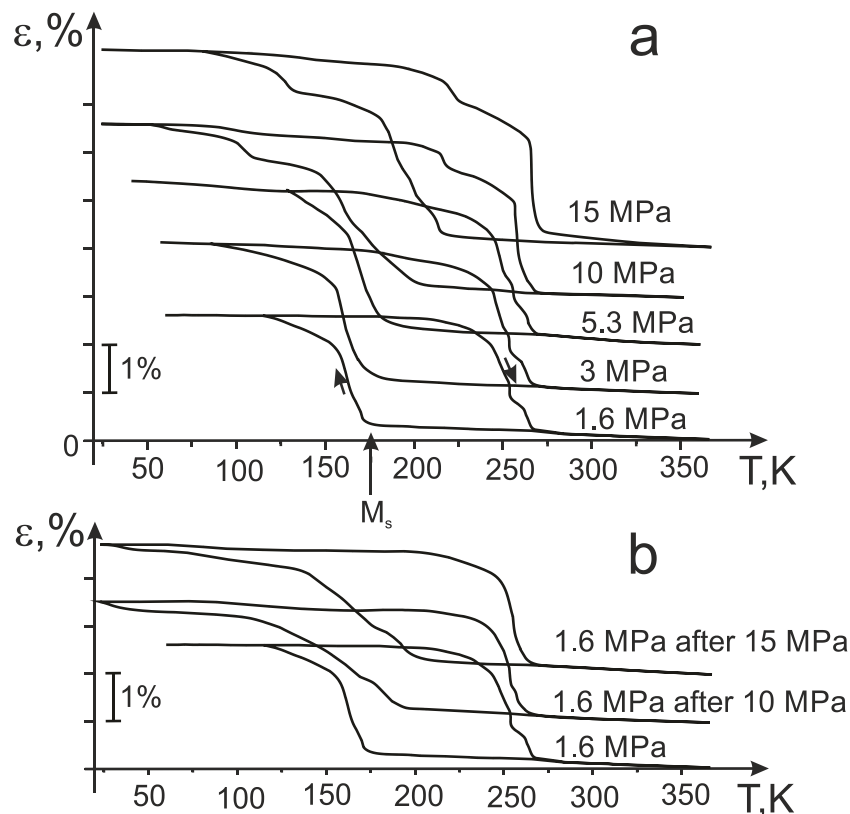 ε,%
a
15 MPa
10 MPa
5.3 MPa
3 MPa
1.6 MPa
1%
0
50 100 150 200 250 300 350
T,K
Ms
ε,%
b
1.6 MPa after 15 MPa
1.6 MPa after 10 MPa
1.6 MPa
1%
50 100 150 200 250 300 350
T,K